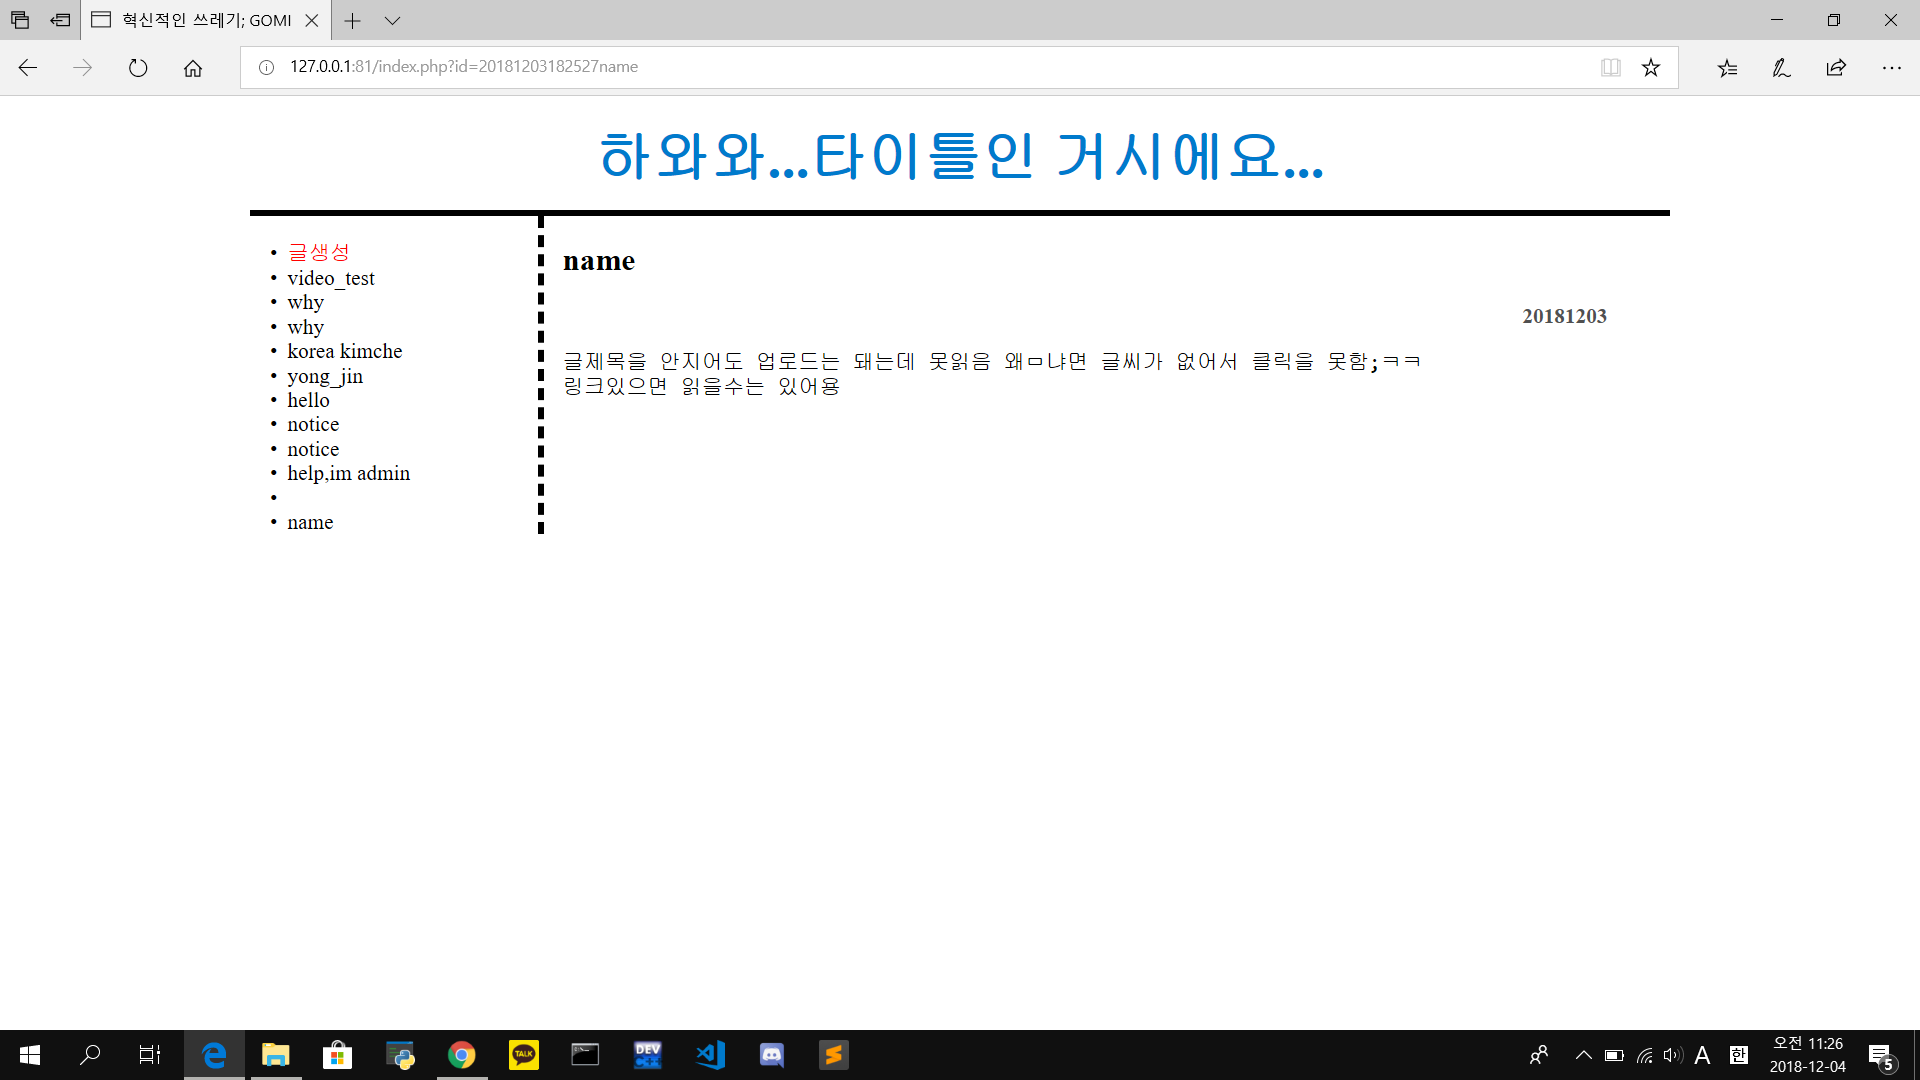 혁신적인 쓰레기; GOMI
127.0.0.1:81/index.php?id=20181203182527name
하와와...타이틀인 거시에요...
• 글생성
• video_test
• why
• why
• korea kimche
• yong_jin
• hello
• notice
• notice
• help,im admin
•
• name
name
20181203
글제목을 안지어도 업로드는 돼는데 못읽음 왜ㅁ냐면 글씨가 없어서 클릭을 못함;ㅋㅋ
링크있으면 읽을수는 있어용
TALK
DEV
C++
A
한
오전 11:26
2018-12-04
5